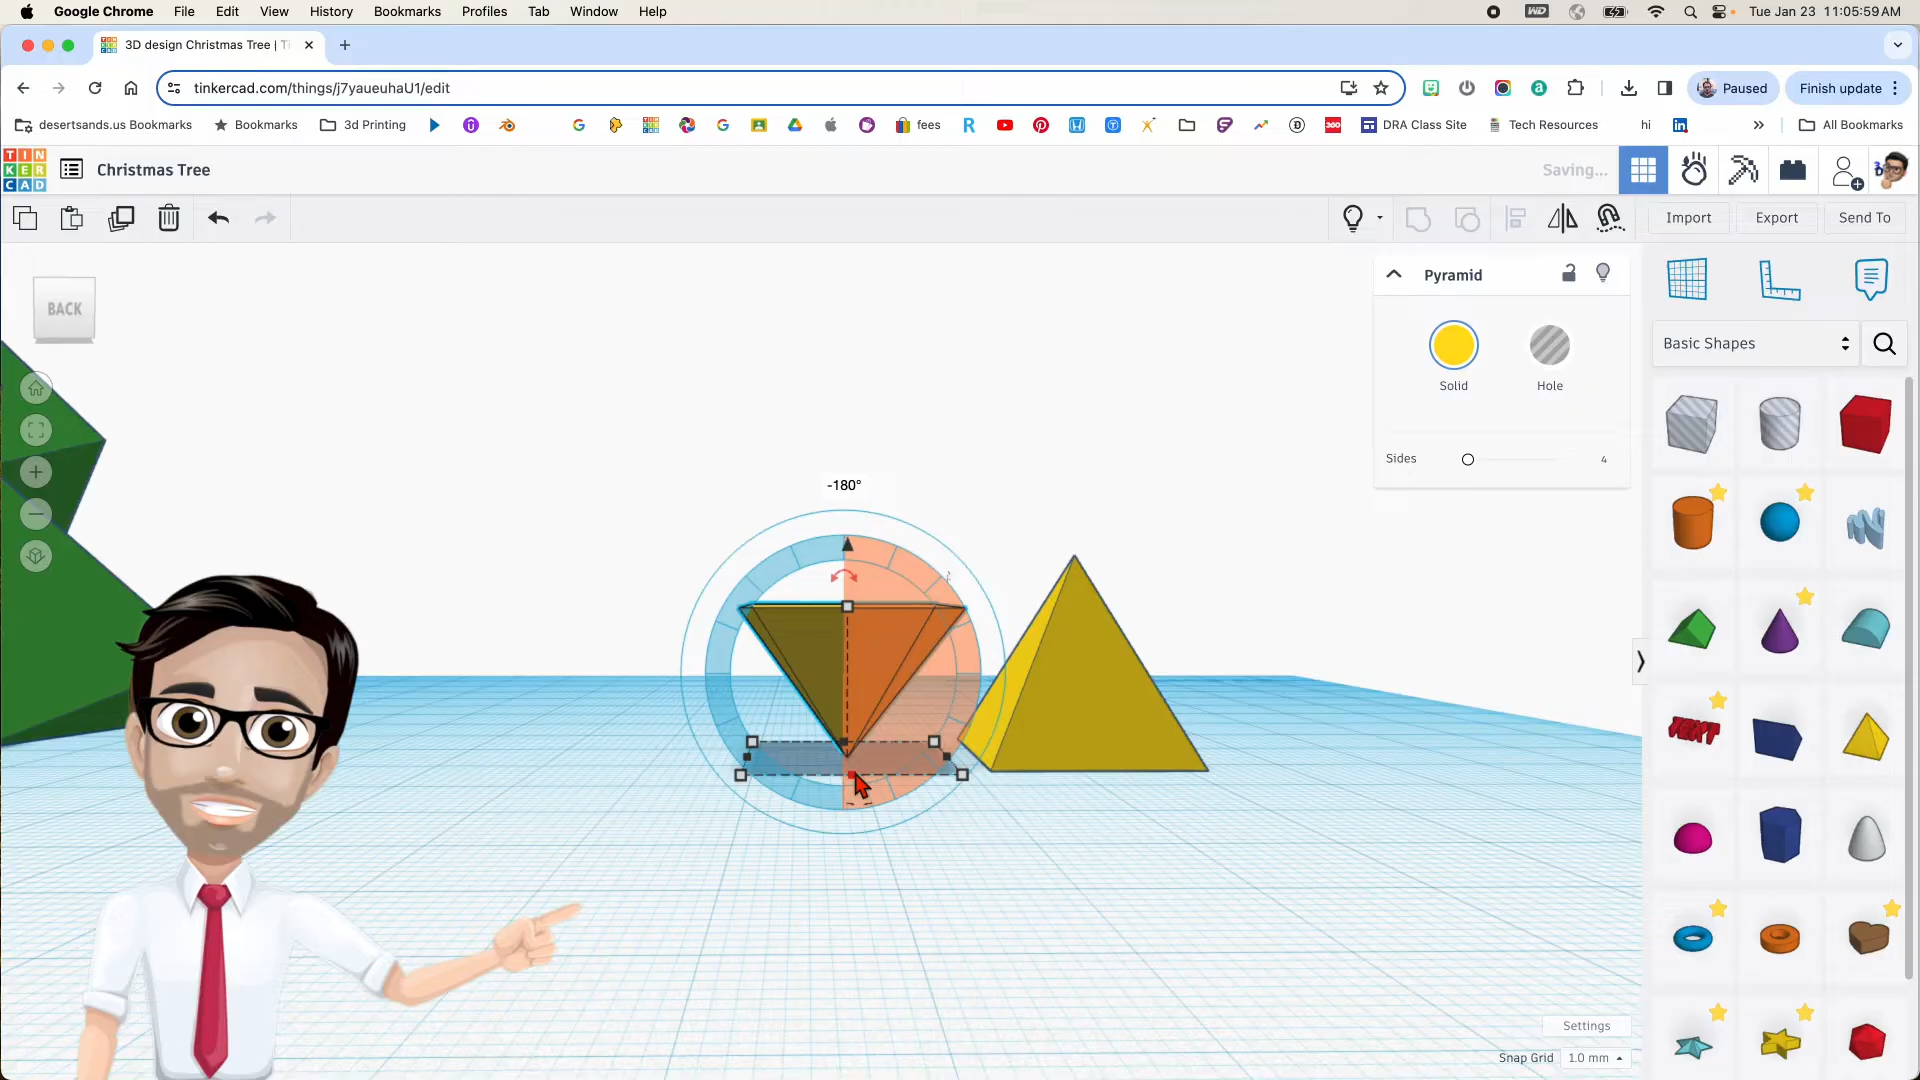 Google Chrome File Edit View History Bookmarks Profiles Tab Window Help
WD Tue Jan 23 11:05:59 AM
3D design Christmas Tree | Ti
tinkercad.com/things/j7yaueuhaU1/edit
Paused
Finish update
desertsands.us Bookmarks Bookmarks 3d Printing fees DRA Class Site Tech Resources hi All Bookmarks
TIN
KER
CAD
Christmas Tree
Saving...
Import Export Send To
BACK
Pyramid
Solid Hole
Sides 4
Basic Shapes
-180°
TEXT
Settings
Snap Grid 1.0 mm